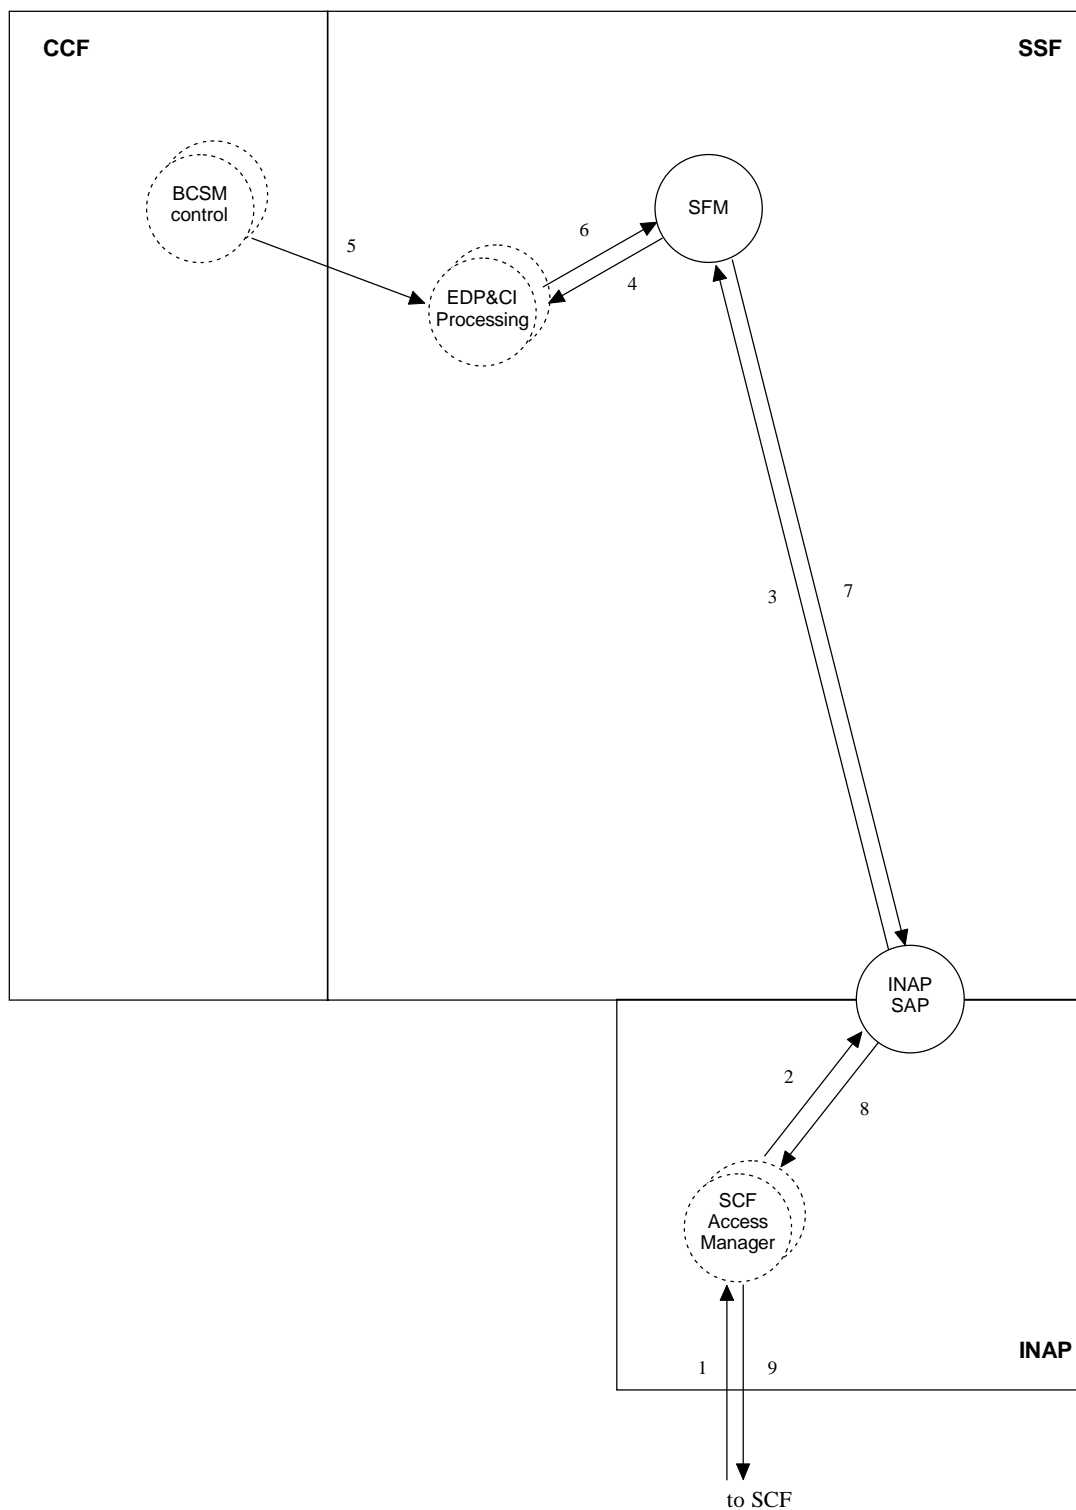 CCF
SSF
BCSM
control
SFM
5
6
4
EDP&CI
Processing
3
7
INAP
SAP
2
8
SCF
Access
Manager
INAP
1
9
to SCF